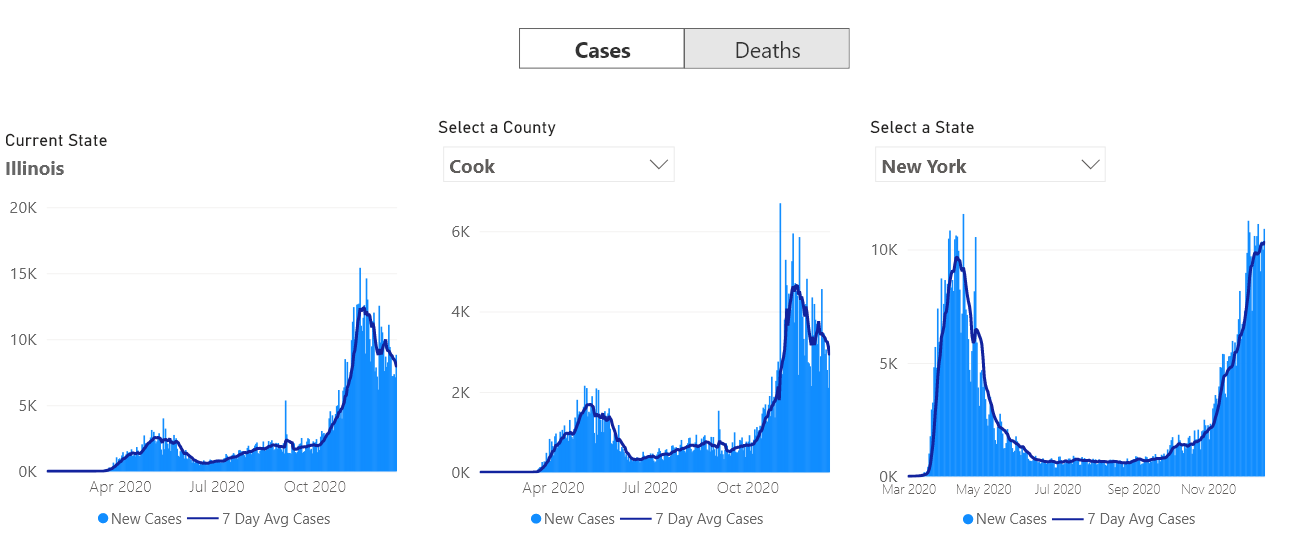 Cases Deaths
Current State
Illinois
20K
15K
10K
5K
0K
Apr 2020 Jul 2020 Oct 2020
New Cases 7 Day Avg Cases
Select a County
Cook
6K
4K
2K
0K
Apr 2020 Jul 2020 Oct 2020
New Cases 7 Day Avg Cases
Select a State
New York
10K
5K
0K
Mar 2020 May 2020 Jul 2020 Sep 2020 Nov 2020
New Cases 7 Day Avg Cases